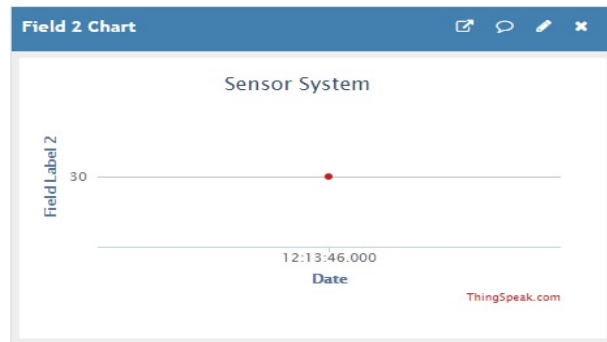 Field 2 Chart
Sensor System
Field Label 2
30
12:13:46.000
Date
ThingSpeak.com